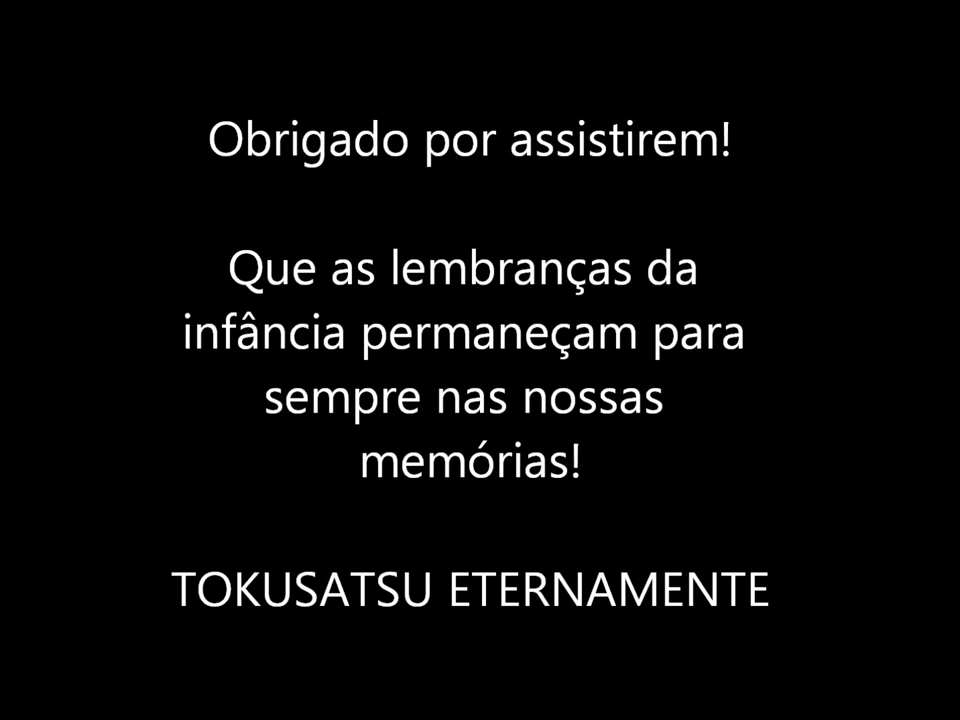 Obrigado por assistirem!
Que as lembranças da
infância permaneçam para
sempre nas nossas
memórias!
TOKUSATSU ETERNAMENTE